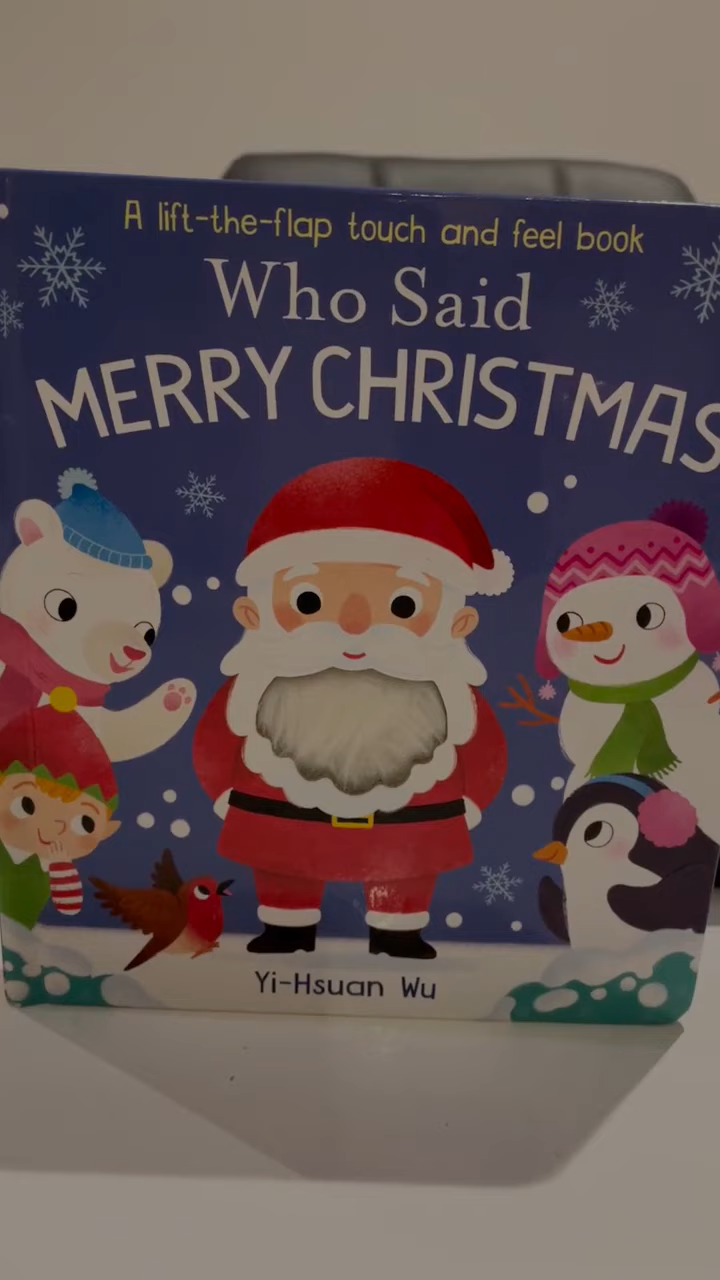 A lift-the-flap touch and feel book
Who Said
MERRY CHRISTMAS
Yi-Hsuan Wu